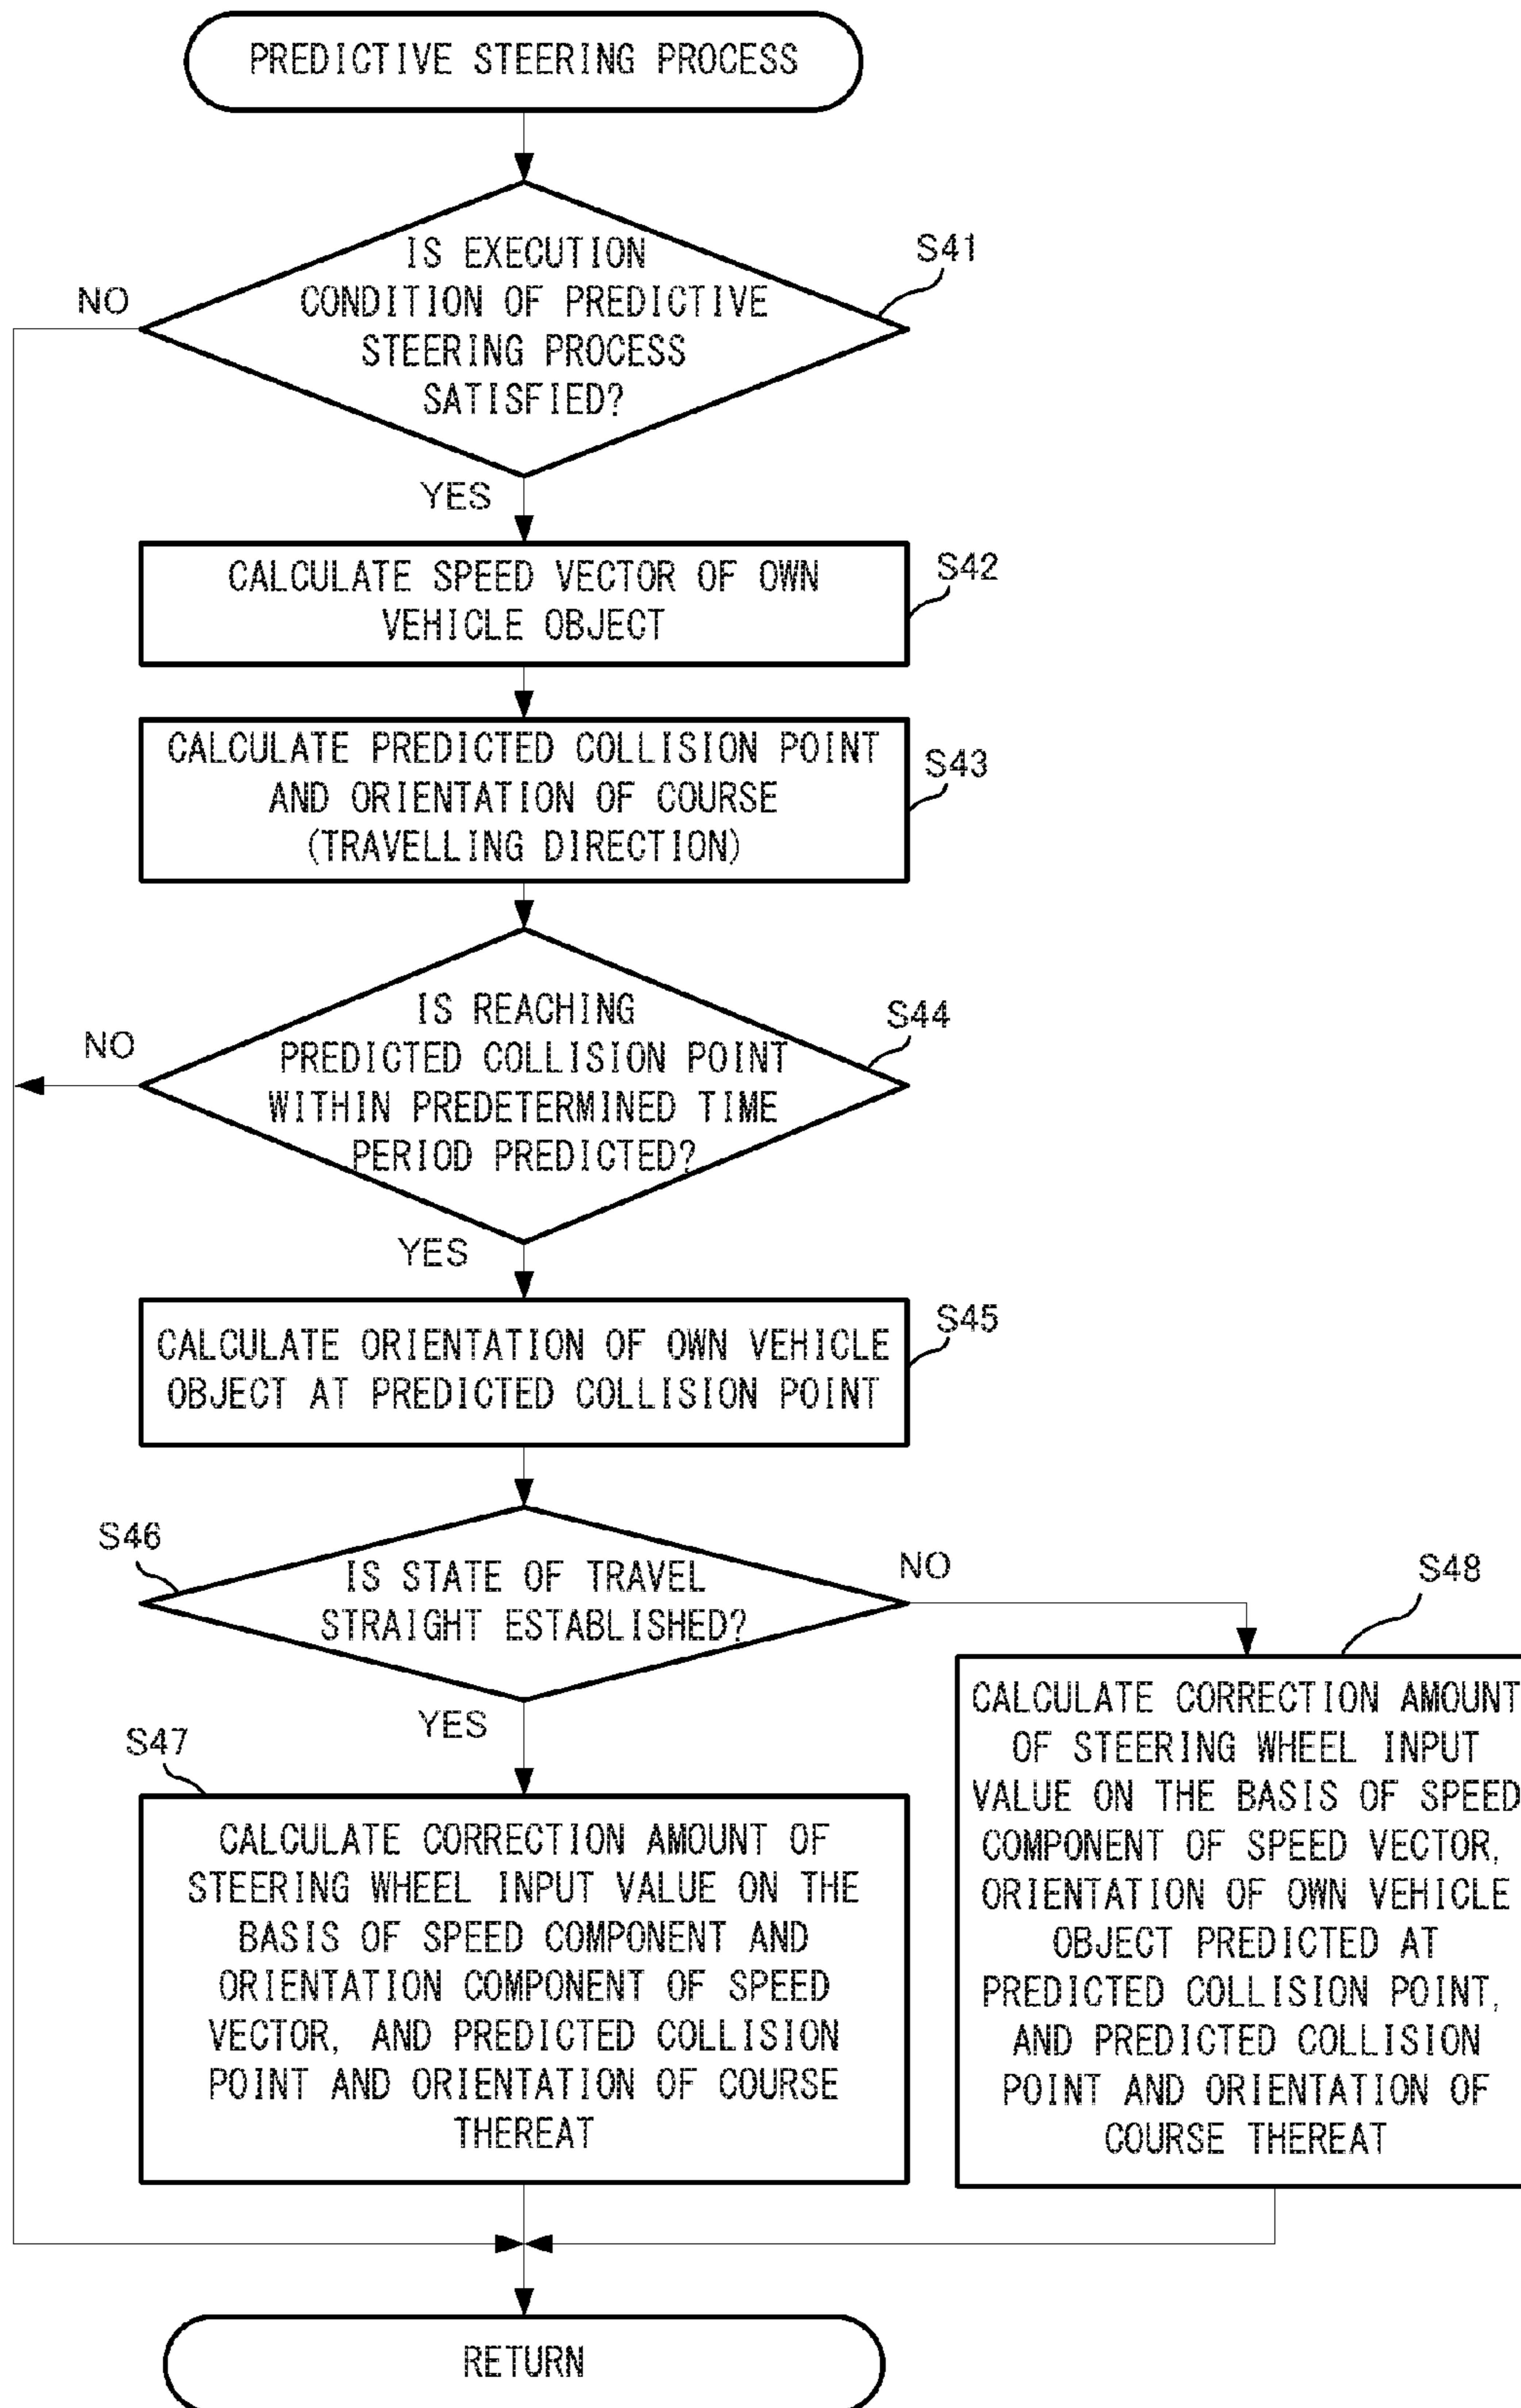 PREDICTIVE STEERING PROCESS
IS EXECUTION
CONDITION OF PREDICTIVE
STEERING PROCESS
SATISFIED?
S41
NO
YES
CALCULATE SPEED VECTOR OF OWN
VEHICLE OBJECT
S42
CALCULATE PREDICTED COLLISION POINT
AND ORIENTATION OF COURSE
(TRAVELLING DIRECTION)
S43
IS REACHING
PREDICTED COLLISION POINT
WITHIN PREDETERMINED TIME
PERIOD PREDICTED?
S44
NO
YES
CALCULATE ORIENTATION OF OWN VEHICLE
OBJECT AT PREDICTED COLLISION POINT
S45
S46
IS STATE OF TRAVEL
STRAIGHT ESTABLISHED?
NO
YES
S47
CALCULATE CORRECTION AMOUNT OF
STEERING WHEEL INPUT VALUE ON THE
BASIS OF SPEED COMPONENT AND
ORIENTATION COMPONENT OF SPEED
VECTOR, AND PREDICTED COLLISION
POINT AND ORIENTATION OF COURSE
THEREAT
S48
CALCULATE CORRECTION AMOUNT
OF STEERING WHEEL INPUT
VALUE ON THE BASIS OF SPEED
COMPONENT OF SPEED VECTOR,
ORIENTATION OF OWN VEHICLE
OBJECT PREDICTED AT
PREDICTED COLLISION POINT,
AND PREDICTED COLLISION
POINT AND ORIENTATION OF
COURSE THEREAT
RETURN